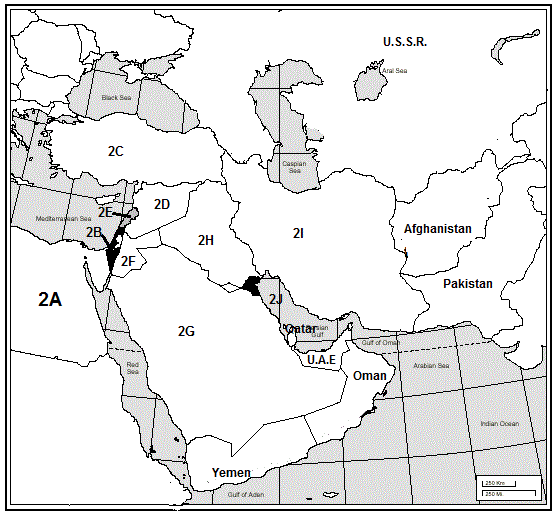 U.S.S.R.
Aral Sea
Black Sea
2C
Caspian
Sea
2D
2E
Mediterranean Sea
2B
2H
2I
Afghanistan
2F
Pakistan
2A
2J
2G
Qatar
Gulf
Gulf of Oman
U.A.E
Arabian Sea
Red
Sea
Oman
Indian Ocean
Yemen
Gulf of Aden
250 Km
250 Mi